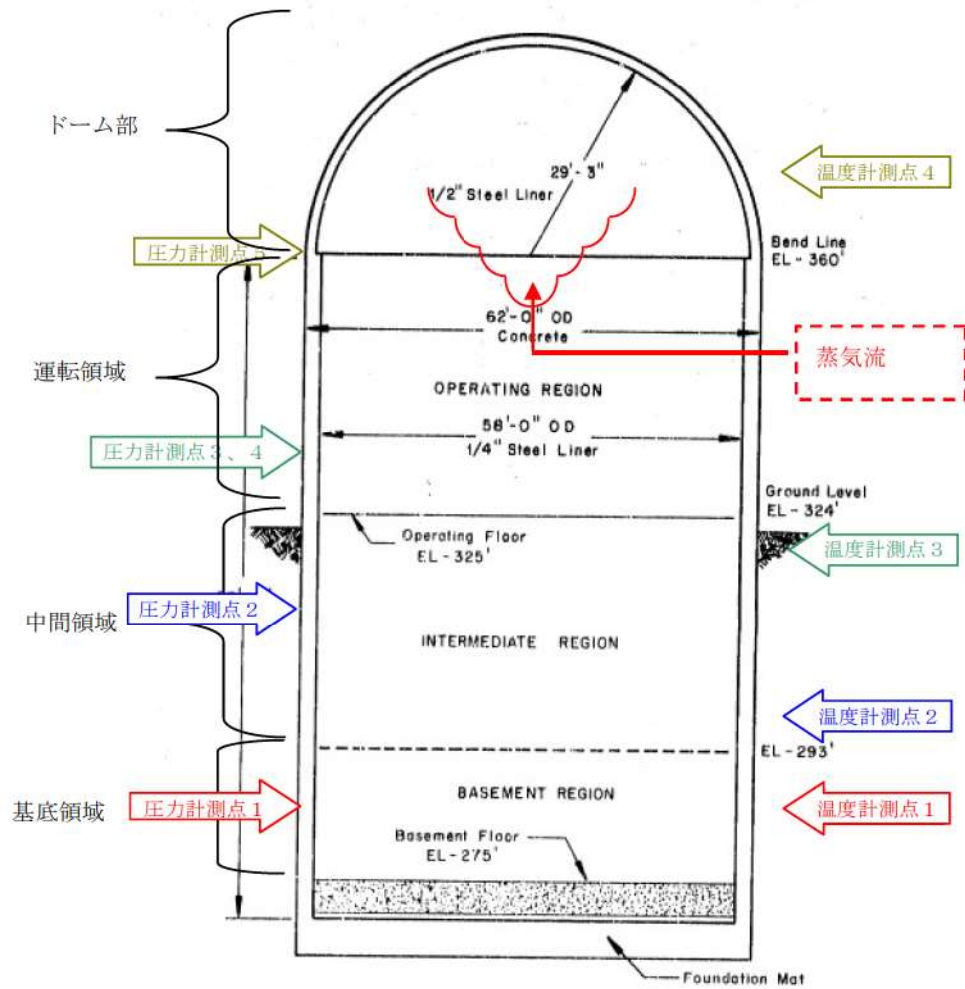 ドーム部
29'-3"
1/2" Steel Liner
温度計測点4
圧力計測点5
Bend Line
EL-360'
62'-0" OD
Concrete
蒸気流
運転領域
OPERATING REGION
58'-0" OD
1/4" Steel Liner
圧力計測点3、4
Ground Level
EL-324'
Operating Floor
EL-325'
温度計測点3
圧力計測点2
中間領域
INTERMEDIATE REGION
温度計測点2
EL-293'
BASEMENT REGION
基底領域
圧力計測点1
温度計測点1
Basement Floor
EL-275'
Foundation Mat